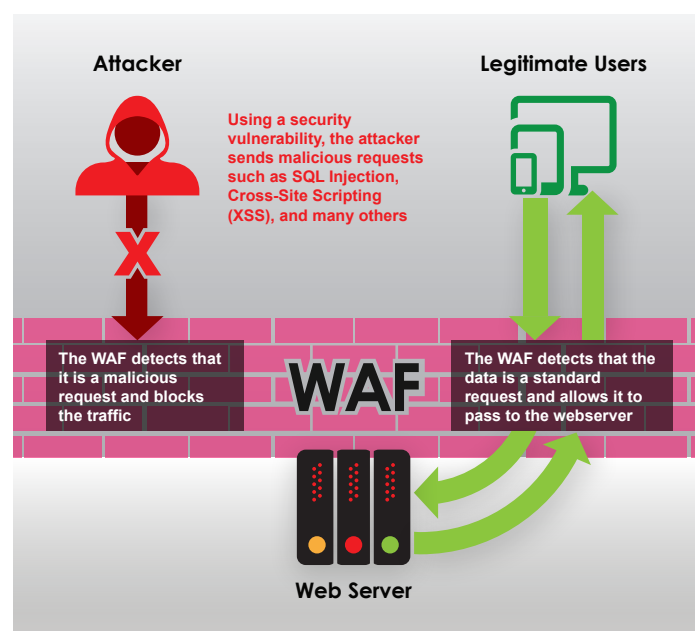 Attacker
Legitimate Users
Using a security
vulnerability, the attacker
sends malicious requests
such as SQL Injection,
Cross-Site Scripting
(XSS), and many others
X
The WAF detects that
it is a malicious
request and blocks
the traffic
WAF
The WAF detects that the
data is a standard
request and allows it to
pass to the webserver
Web Server